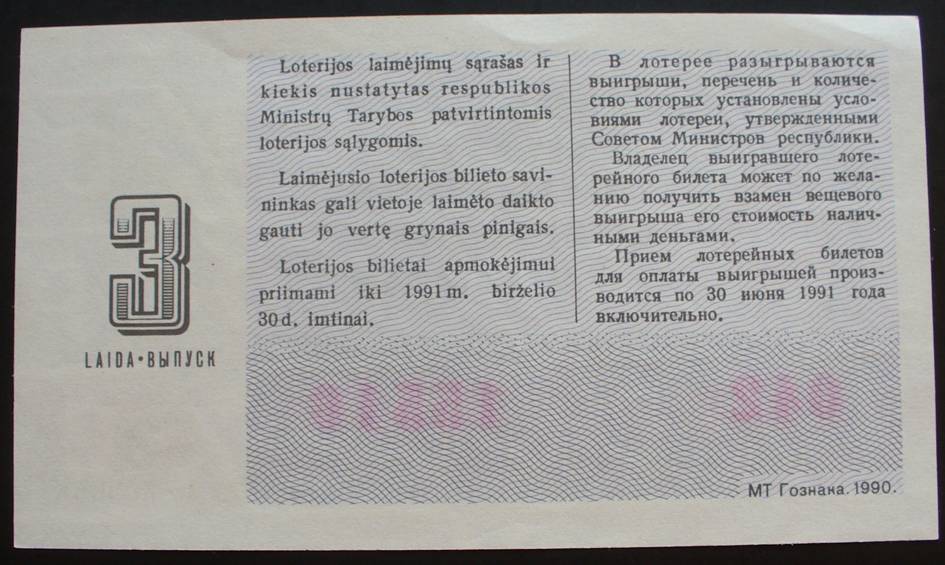 3
LAIDA•ВЫПУСК
Loterijos laimėjimų sąrašas ir
kiekis nustatytas respublikos
Ministrų Tarybos patvirtintomis
loterijos sąlygomis.
Laimėjusio loterijos bilieto savi-
ninkas gali vietoje laimėto daikto
gauti jo vertę grynais pinigais.
Loterijos bilietai apmokėjimui
priimami iki 1991 m. birželio
30 d. imtinai.
В лотерее разыгрываются
выигрыши, перечень и количе-
ство которых установлены усло-
виями лотереи, утвержденными
Советом Министров республики.
Владелец выигравшего лоте-
рейного билета может по жела-
нию получить взамен вещевого
выигрыша его стоимость налич-
ными деньгами.
Прием лотерейных билетов
для оплаты выигрышей произ-
водится по 30 июня 1991 года
включительно.
МТ Гознака. 1990.